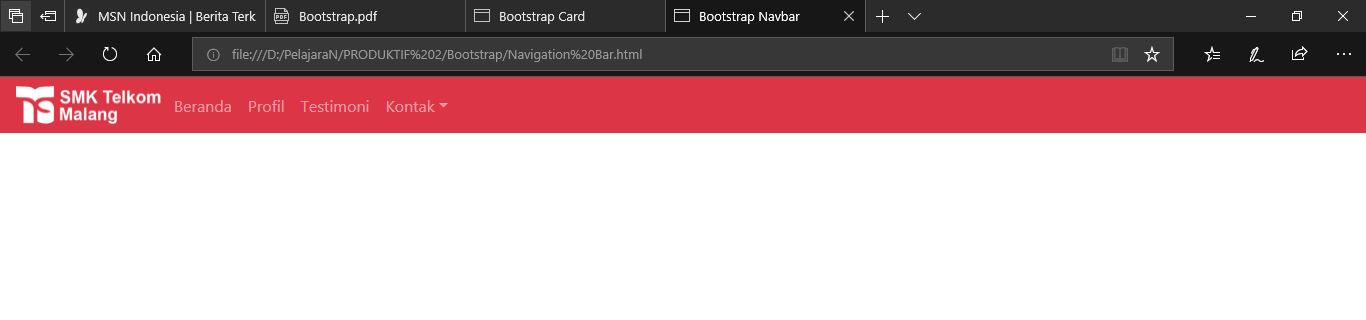 MSN Indonesia | Berita Terk
Bootstrap.pdf
Bootstrap Card
Bootstrap Navbar
file:///D:/PelajaraN/PRODUKTIF%202/Bootstrap/Navigation%20Bar.html
SMK Telkom
Malang
Beranda Profil Testimoni Kontak